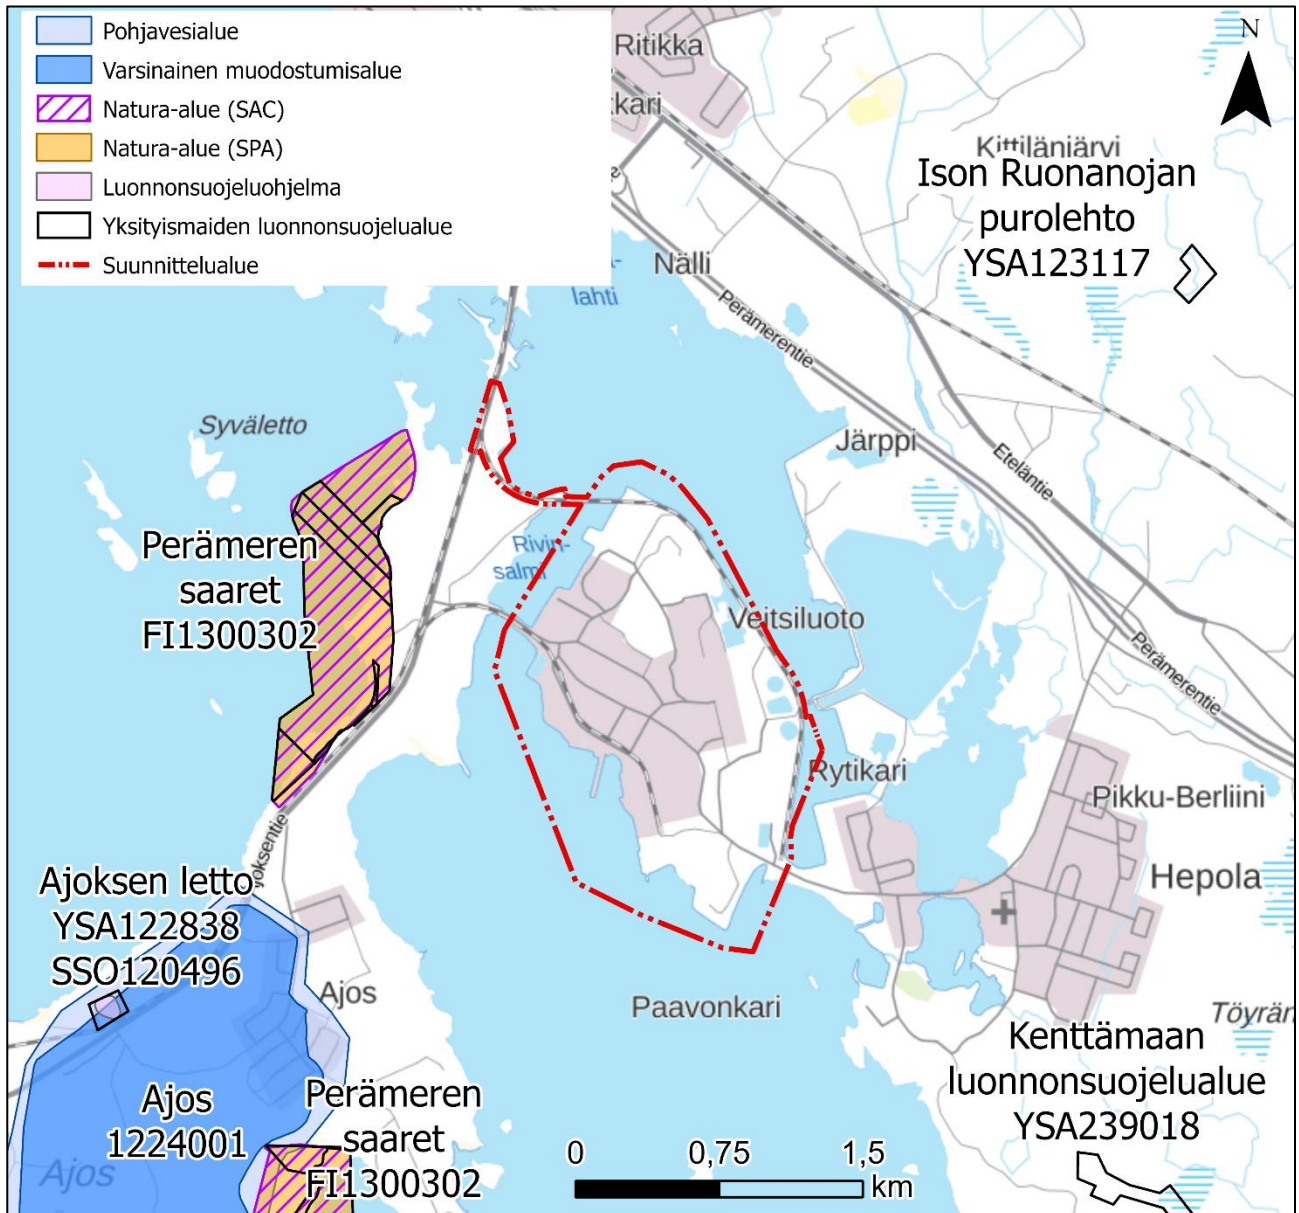 Pohjavesialue
Varsinainen muodostumisalue
Natura-alue (SAC)
Natura-alue (SPA)
Luonnonsuojeluohjelma
Yksityismaiden luonnonsuojelualue
Suunnittelualue
N
Ritikka
kkari
Kittiläniärvi
Ison Ruonanojan
purolehto
YSA123117
Nälli
lahti
Perämerentie
Syväletto
Järppi
Eteläntie
Perämeren
saaret
FI1300302
Rivin-
salmi
Veitsiluoto
Perämerentie
Rytikari
Pikku-Berliini
Hepola
yoksentie
Ajoksen letto
YSA122838
SSO120496
Ajos
Paavonkari
Töyrän
Kenttämaan
luonnonsuojelualue
YSA239018
Ajos
1224001
Perämeren
saaret
FI1300302
Ajos
0 0,75 1,5
km